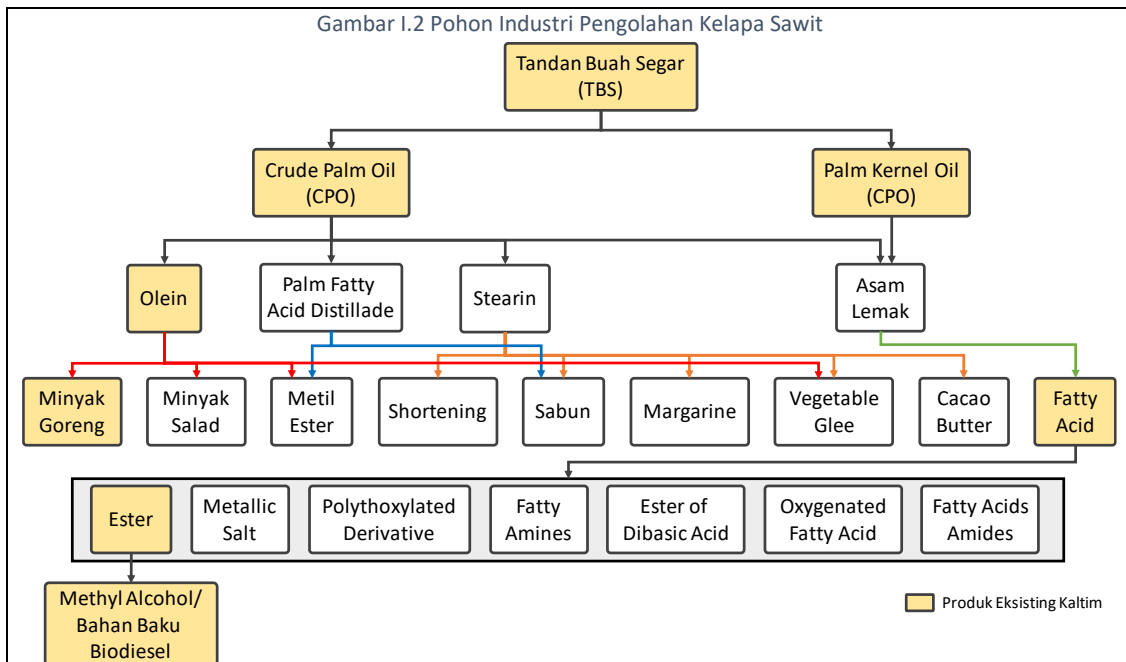 Gambar I.2 Pohon Industri Pengolahan Kelapa Sawit
Tandan Buah Segar
(TBS)
Crude Palm Oil
(CPO)
Palm Kernel Oil
(CPO)
Olein
Palm Fatty
Acid Distillade
Stearin
Asam
Lemak
Minyak
Goreng
Minyak
Salad
Metil
Ester
Shortening
Sabun
Margarine
Vegetable
Glee
Cacao
Butter
Fatty
Acid
Ester
Metallic
Salt
Polythoxylated
Derivative
Fatty
Amines
Ester of
Dibasic Acid
Oxygenated
Fatty Acid
Fatty Acids
Amides
Methyl Alcohol/
Bahan Baku
Biodiesel
Produk Eksisting Kaltim